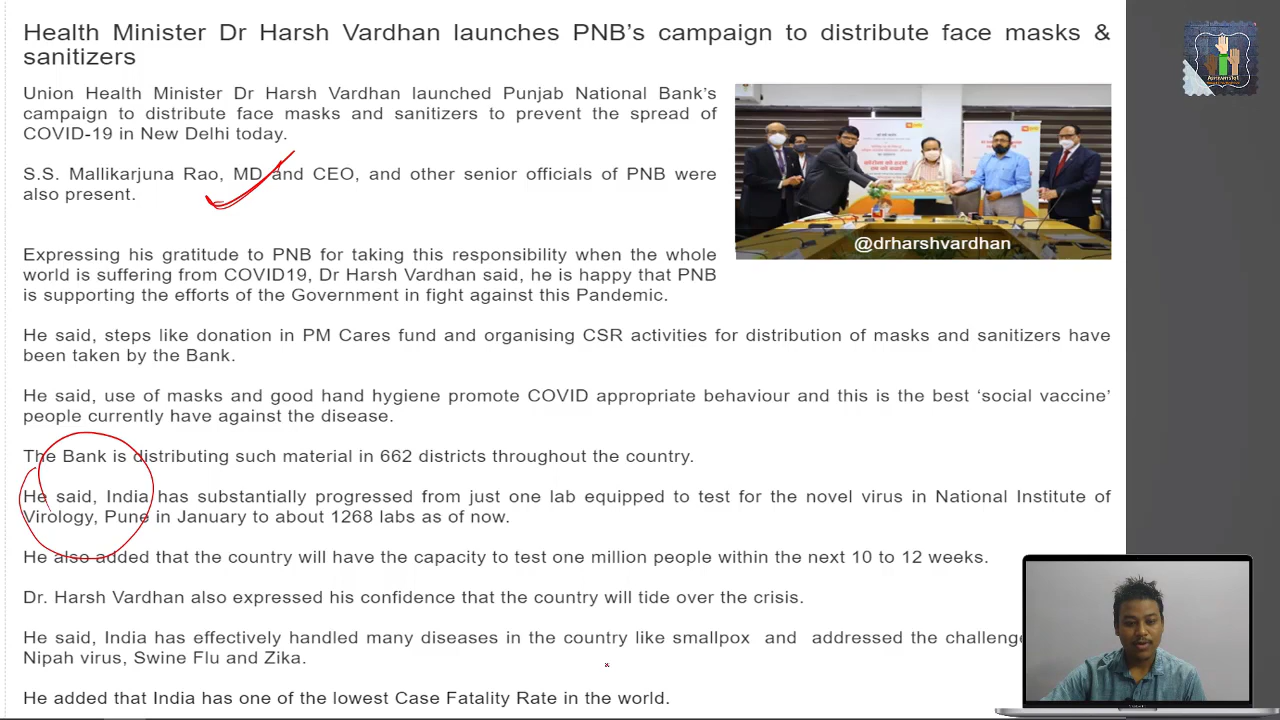 Health Minister Dr Harsh Vardhan launches PNB's campaign to distribute face masks &
sanitizers
Union Health Minister Dr Harsh Vardhan launched Punjab National Bank's
campaign to distribute face masks and sanitizers to prevent the spread of
COVID-19 in New Delhi today.
S.S. Mallikarjuna Rao, MD and CEO, and other senior officials of PNB were
also present.
@drharshvardhan
Expressing his gratitude to PNB for taking this responsibility when the whole
world is suffering from COVID19, Dr Harsh Vardhan said, he is happy that PNB
is supporting the efforts of the Government in fight against this Pandemic.
He said, steps like donation in PM Cares fund and organising CSR activities for distribution of masks and sanitizers have
been taken by the Bank.
He said, use of masks and good hand hygiene promote COVID appropriate behaviour and this is the best ‘social vaccine’
people currently have against the disease.
The Bank is distributing such material in 662 districts throughout the country.
He said, India has substantially progressed from just one lab equipped to test for the novel virus in National Institute of
Virology, Pune in January to about 1268 labs as of now.
He also added that the country will have the capacity to test one million people within the next 10 to 12 weeks.
Dr. Harsh Vardhan also expressed his confidence that the country will tide over the crisis.
He said, India has effectively handled many diseases in the country like smallpox and addressed the challenge
Nipah virus, Swine Flu and Zika.
He added that India has one of the lowest Case Fatality Rate in the world.